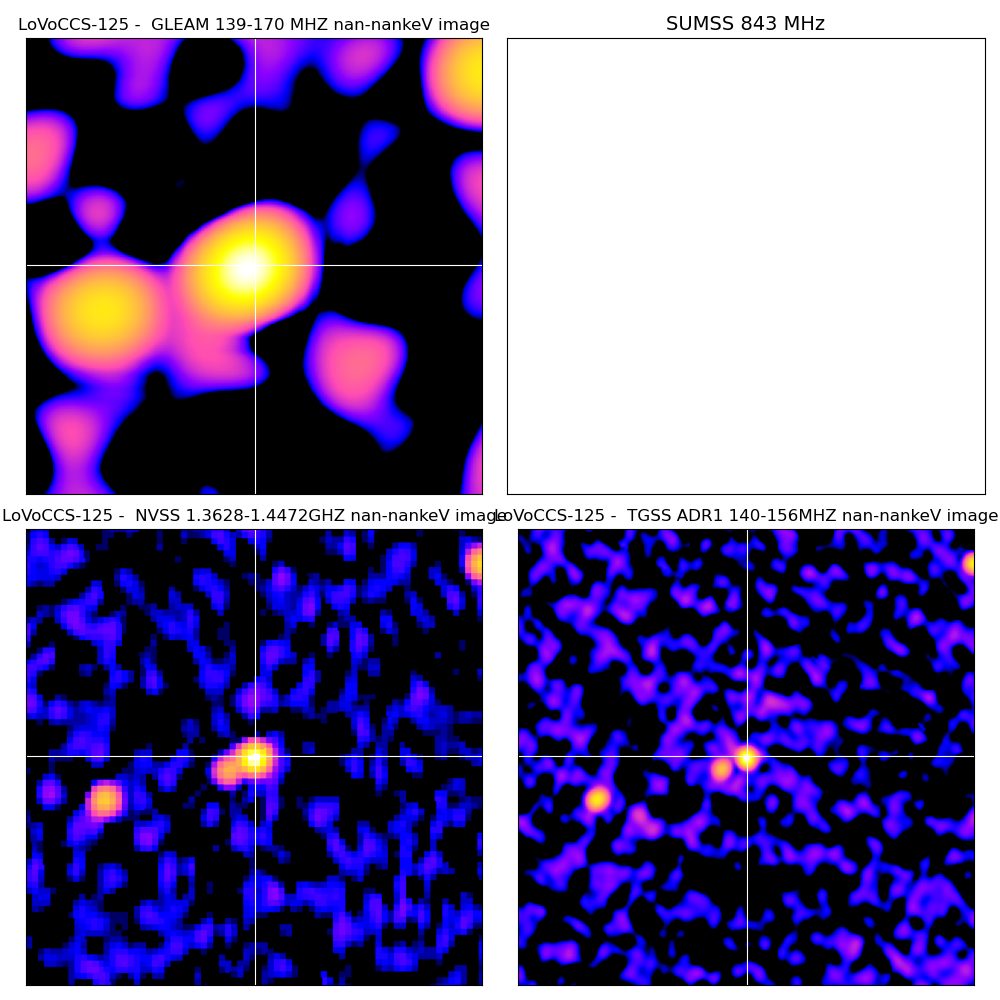 LoVoCCS-125 -  GLEAM 139-170 MHZ nan-nankeV image
SUMSS 843 MHz
LoVoCCS-125 -  NVSS 1.3628-1.4472GHZ nan-nankeV image
LoVoCCS-125 -  TGSS ADR1 140-156MHZ nan-nankeV image